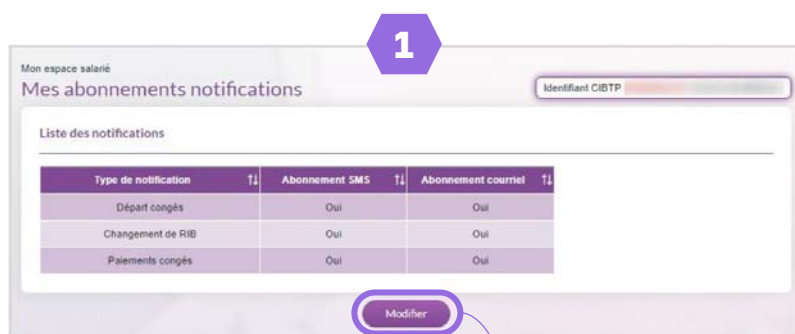 1
Mon espace salarié
Mes abonnements notifications
Identifiant CIBTP
Liste des notifications
Type de notification Abonnement SMS Abonnement courriel
Départ congés Oui Oui
Changement de RIB Oui Oui
Paiements congés Oui Oui
Modifier